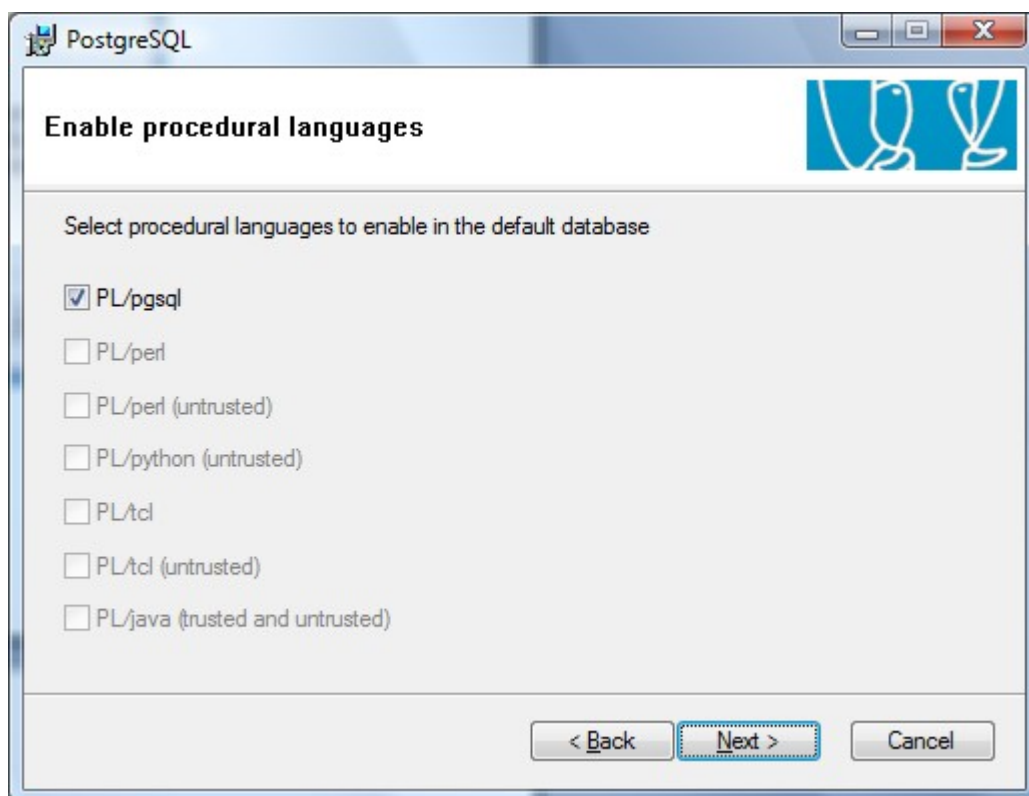 PostgreSQL
Enable procedural languages
Select procedural languages to enable in the default database
PL/pgsql
PL/perl
PL/perl (untrusted)
PL/python (untrusted)
PL/tcl
PL/tcl (untrusted)
PL/java (trusted and untrusted)
< Back Next > Cancel